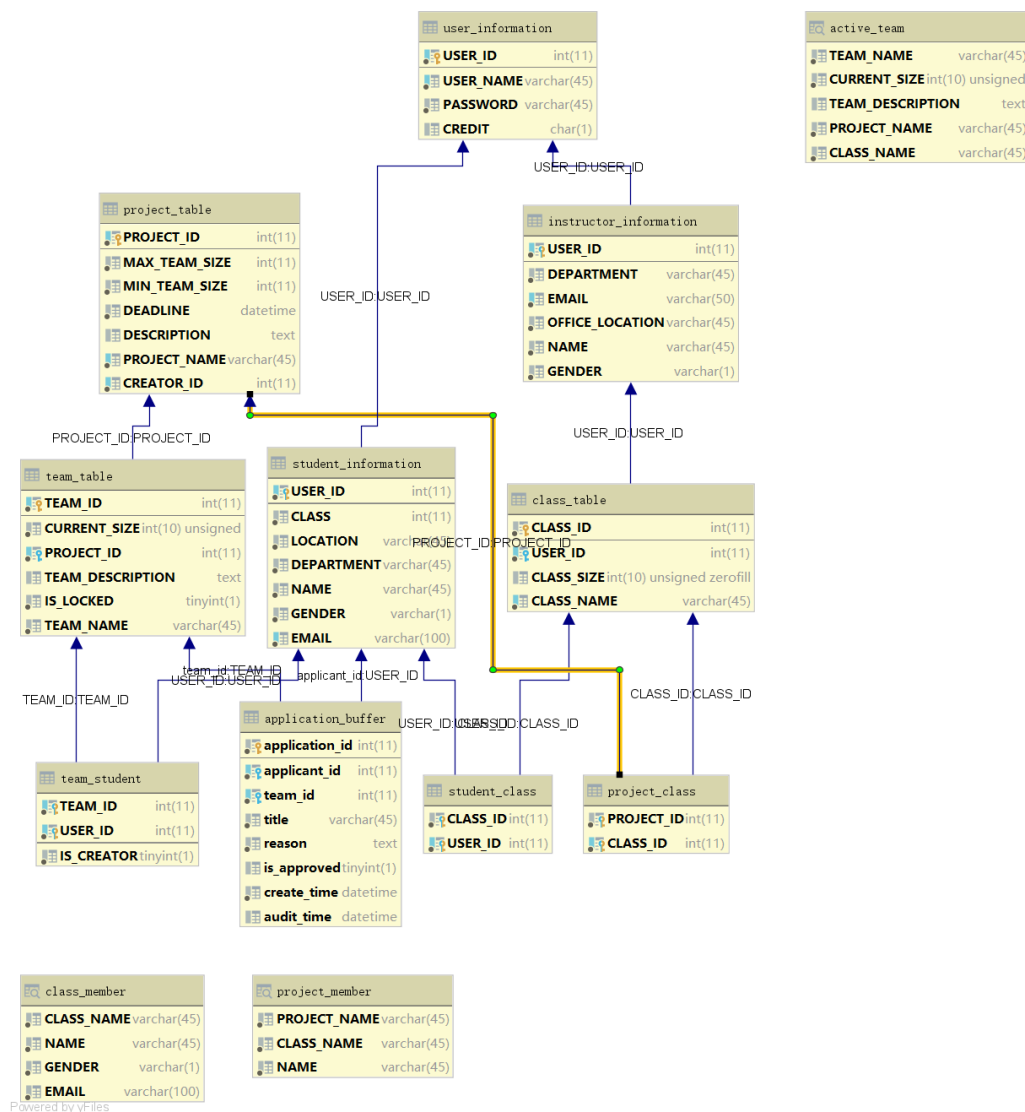 user_information
USER_ID int(11)
USER_NAME varchar(45)
PASSWORD varchar(45)
CREDIT char(1)
active_team
TEAM_NAME varchar(45)
CURRENT_SIZE int(10) unsigned
TEAM_DESCRIPTION text
PROJECT_NAME varchar(45)
CLASS_NAME varchar(45)
USER_ID:USER_ID
project_table
PROJECT_ID int(11)
MAX_TEAM_SIZE int(11)
MIN_TEAM_SIZE int(11)
DEADLINE datetime
DESCRIPTION text
PROJECT_NAME varchar(45)
CREATOR_ID int(11)
instructor_information
USER_ID int(11)
DEPARTMENT varchar(45)
EMAIL varchar(50)
OFFICE_LOCATION varchar(45)
NAME varchar(45)
GENDER varchar(1)
USER_ID:USER_ID
PROJECT_ID:PROJECT_ID
USER_ID:USER_ID
team_table
TEAM_ID int(11)
CURRENT_SIZE int(10) unsigned
PROJECT_ID int(11)
TEAM_DESCRIPTION text
IS_LOCKED tinyint(1)
TEAM_NAME varchar(45)
student_information
USER_ID int(11)
CLASS int(11)
LOCATION varchar(45)
DEPARTMENT varchar(45)
NAME varchar(45)
GENDER varchar(1)
EMAIL varchar(100)
PROJECT_ID:PROJECT_ID
class_table
CLASS_ID int(11)
USER_ID int(11)
CLASS_SIZE int(10) unsigned zerofill
CLASS_NAME varchar(45)
team_id:TEAM_ID
USER_ID:USER_ID
applicant_id:USER_ID
TEAM_ID:TEAM_ID
CLASS_ID:CLASS_ID
USER_ID:USER_ID
CLASS_ID:CLASS_ID
team_student
TEAM_ID int(11)
USER_ID int(11)
IS_CREATOR tinyint(1)
application_buffer
application_id int(11)
applicant_id int(11)
team_id int(11)
title varchar(45)
reason text
is_approved tinyint(1)
create_time datetime
audit_time datetime
student_class
CLASS_ID int(11)
USER_ID int(11)
project_class
PROJECT_ID int(11)
CLASS_ID int(11)
class_member
CLASS_NAME varchar(45)
NAME varchar(45)
GENDER varchar(1)
EMAIL varchar(100)
project_member
PROJECT_NAME varchar(45)
CLASS_NAME varchar(45)
NAME varchar(45)
Powered by yFiles